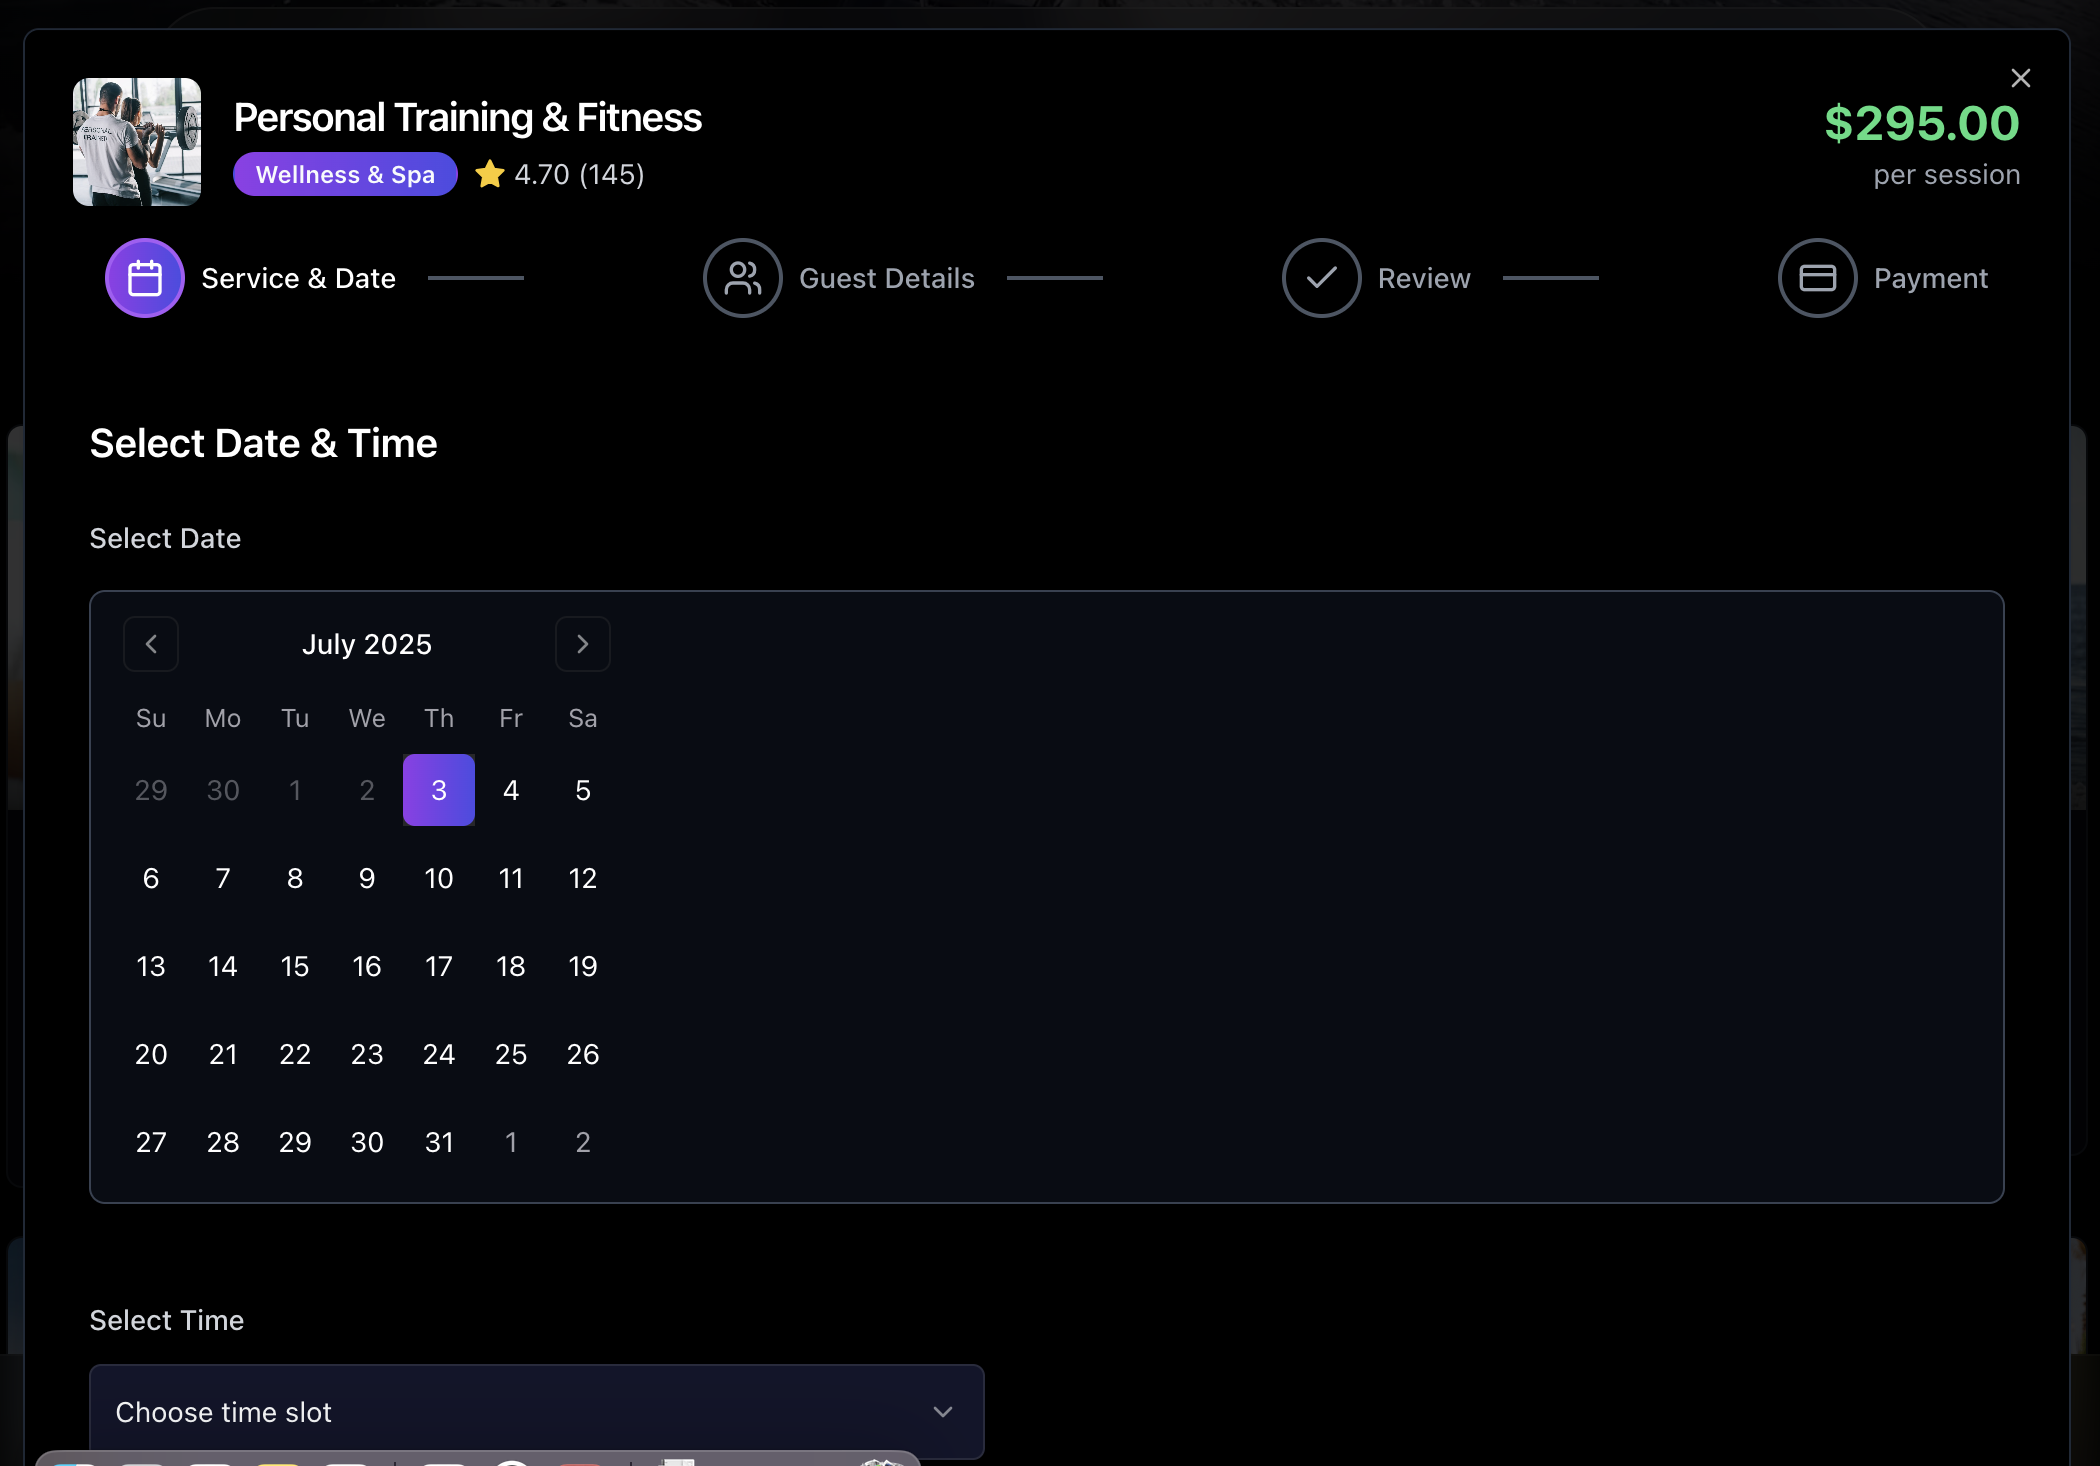 Personal Training & Fitness
Wellness & Spa
4.70 (145)
$295.00
per session
Service & Date
Guest Details
Review
Payment
Select Date & Time
Select Date
July 2025
Su Mo Tu We Th Fr Sa
29 30 1 2 3 4 5
6 7 8 9 10 11 12
13 14 15 16 17 18 19
20 21 22 23 24 25 26
27 28 29 30 31 1 2
Select Time
Choose time slot